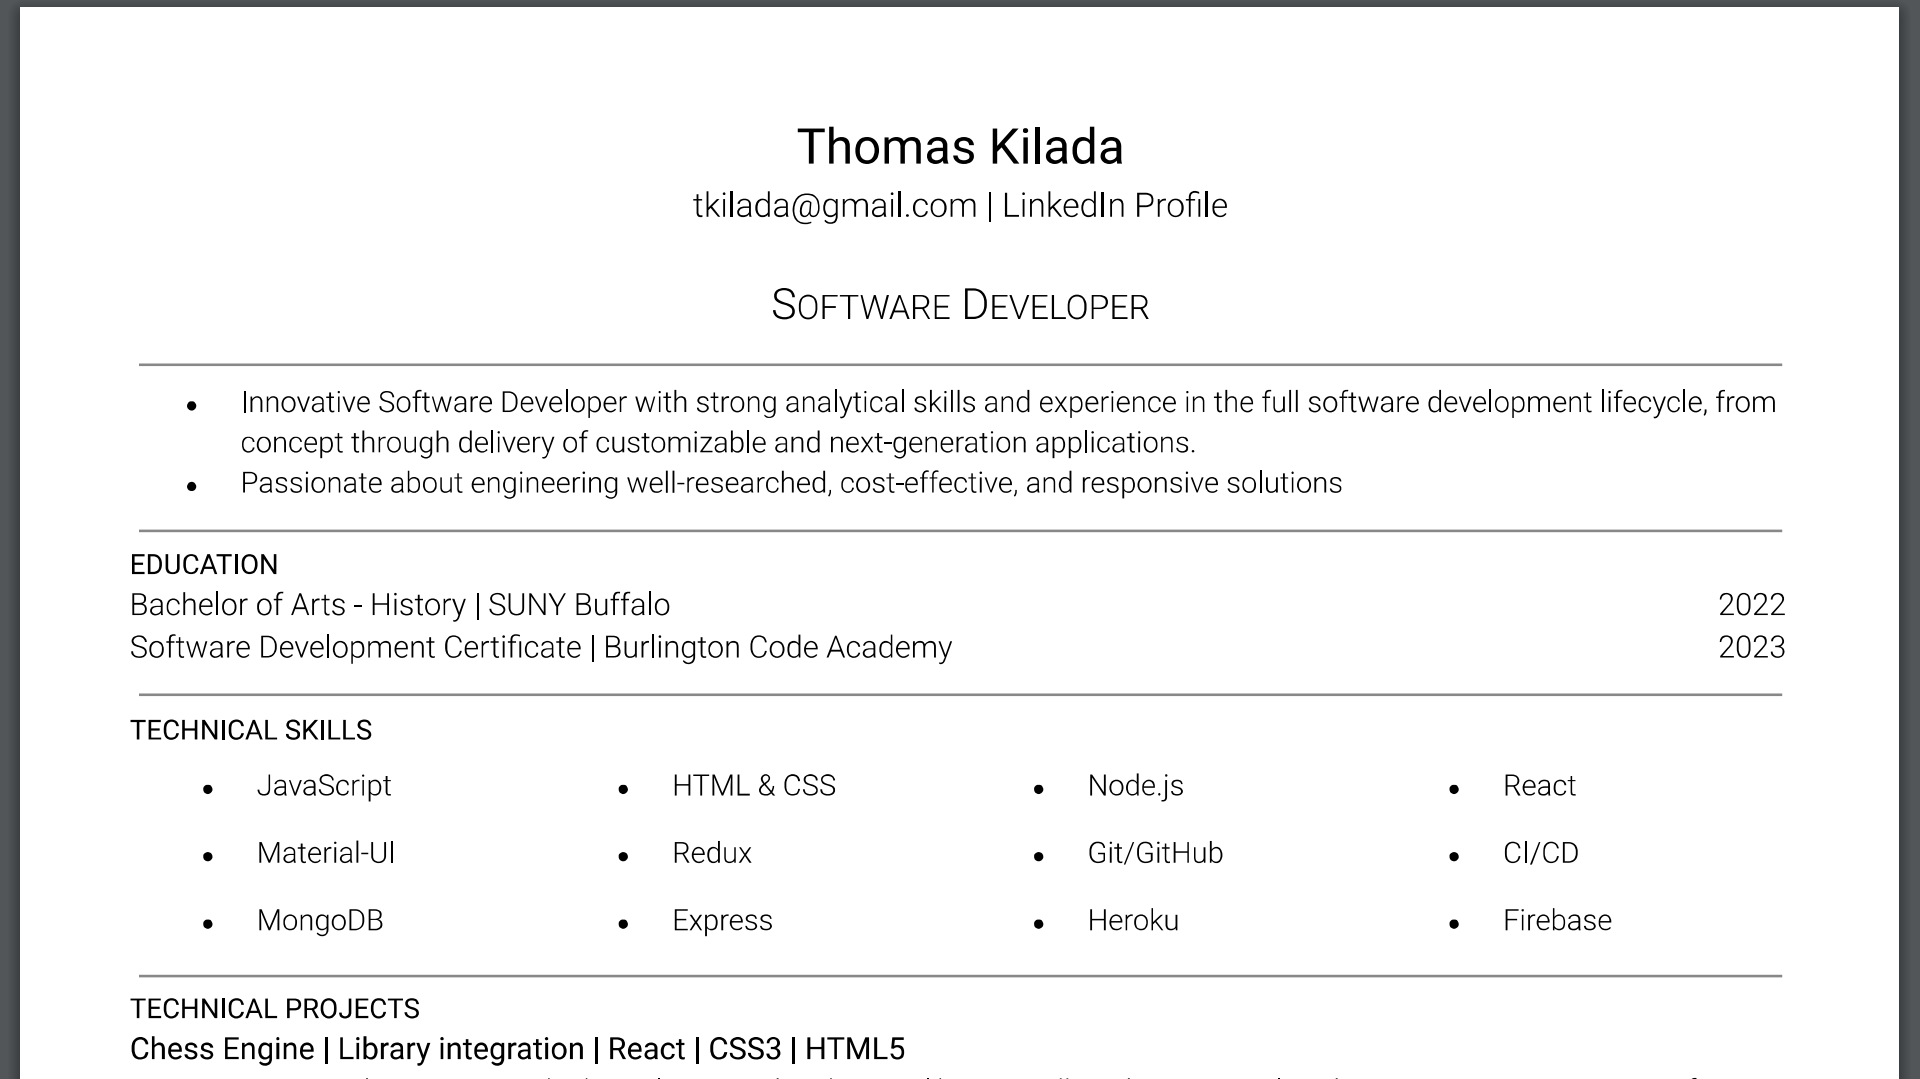 Thomas Kilada
tkilada@gmail.com | LinkedIn Profile
SOFTWARE DEVELOPER
● Innovative Software Developer with strong analytical skills and experience in the full software development lifecycle, from
concept through delivery of customizable and next-generation applications.
● Passionate about engineering well-researched, cost-effective, and responsive solutions
EDUCATION
Bachelor of Arts - History | SUNY Buffalo 2022
Software Development Certificate | Burlington Code Academy 2023
TECHNICAL SKILLS
● JavaScript ● HTML & CSS ● Node.js ● React
● Material-UI ● Redux ● Git/GitHub ● CI/CD
● MongoDB ● Express ● Heroku ● Firebase
TECHNICAL PROJECTS
Chess Engine | Library integration | React | CSS3 | HTML5